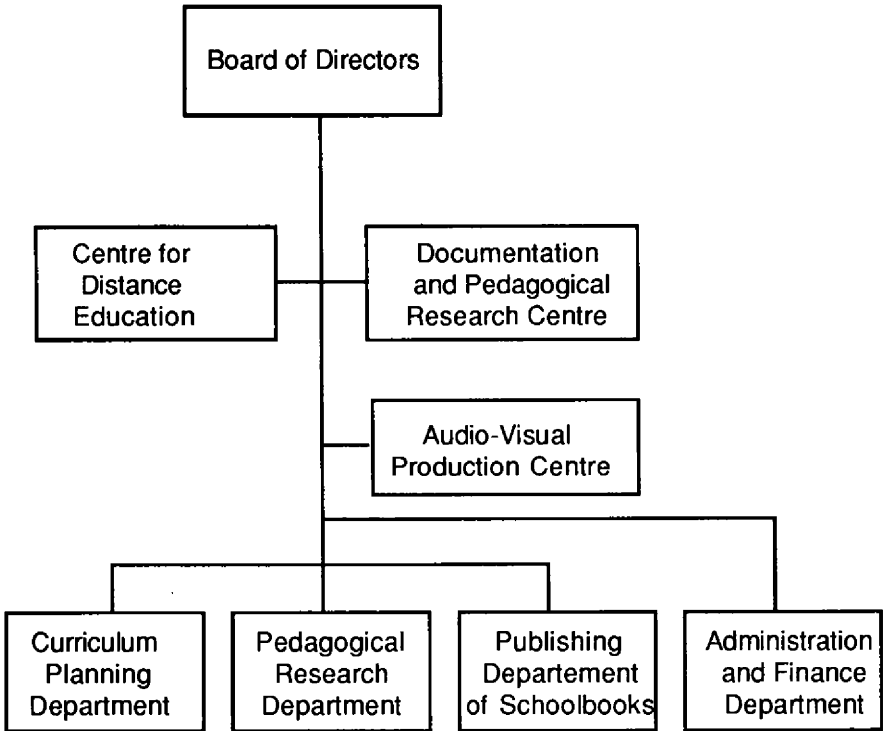 Board of Directors
Centre for
Distance
Education
Documentation
and Pedagogical
Research Centre
Audio-Visual
Production Centre
Curriculum
Planning
Department
Pedagogical
Research
Department
Publishing
Departement
of Schoolbooks
Administration
and Finance
Department